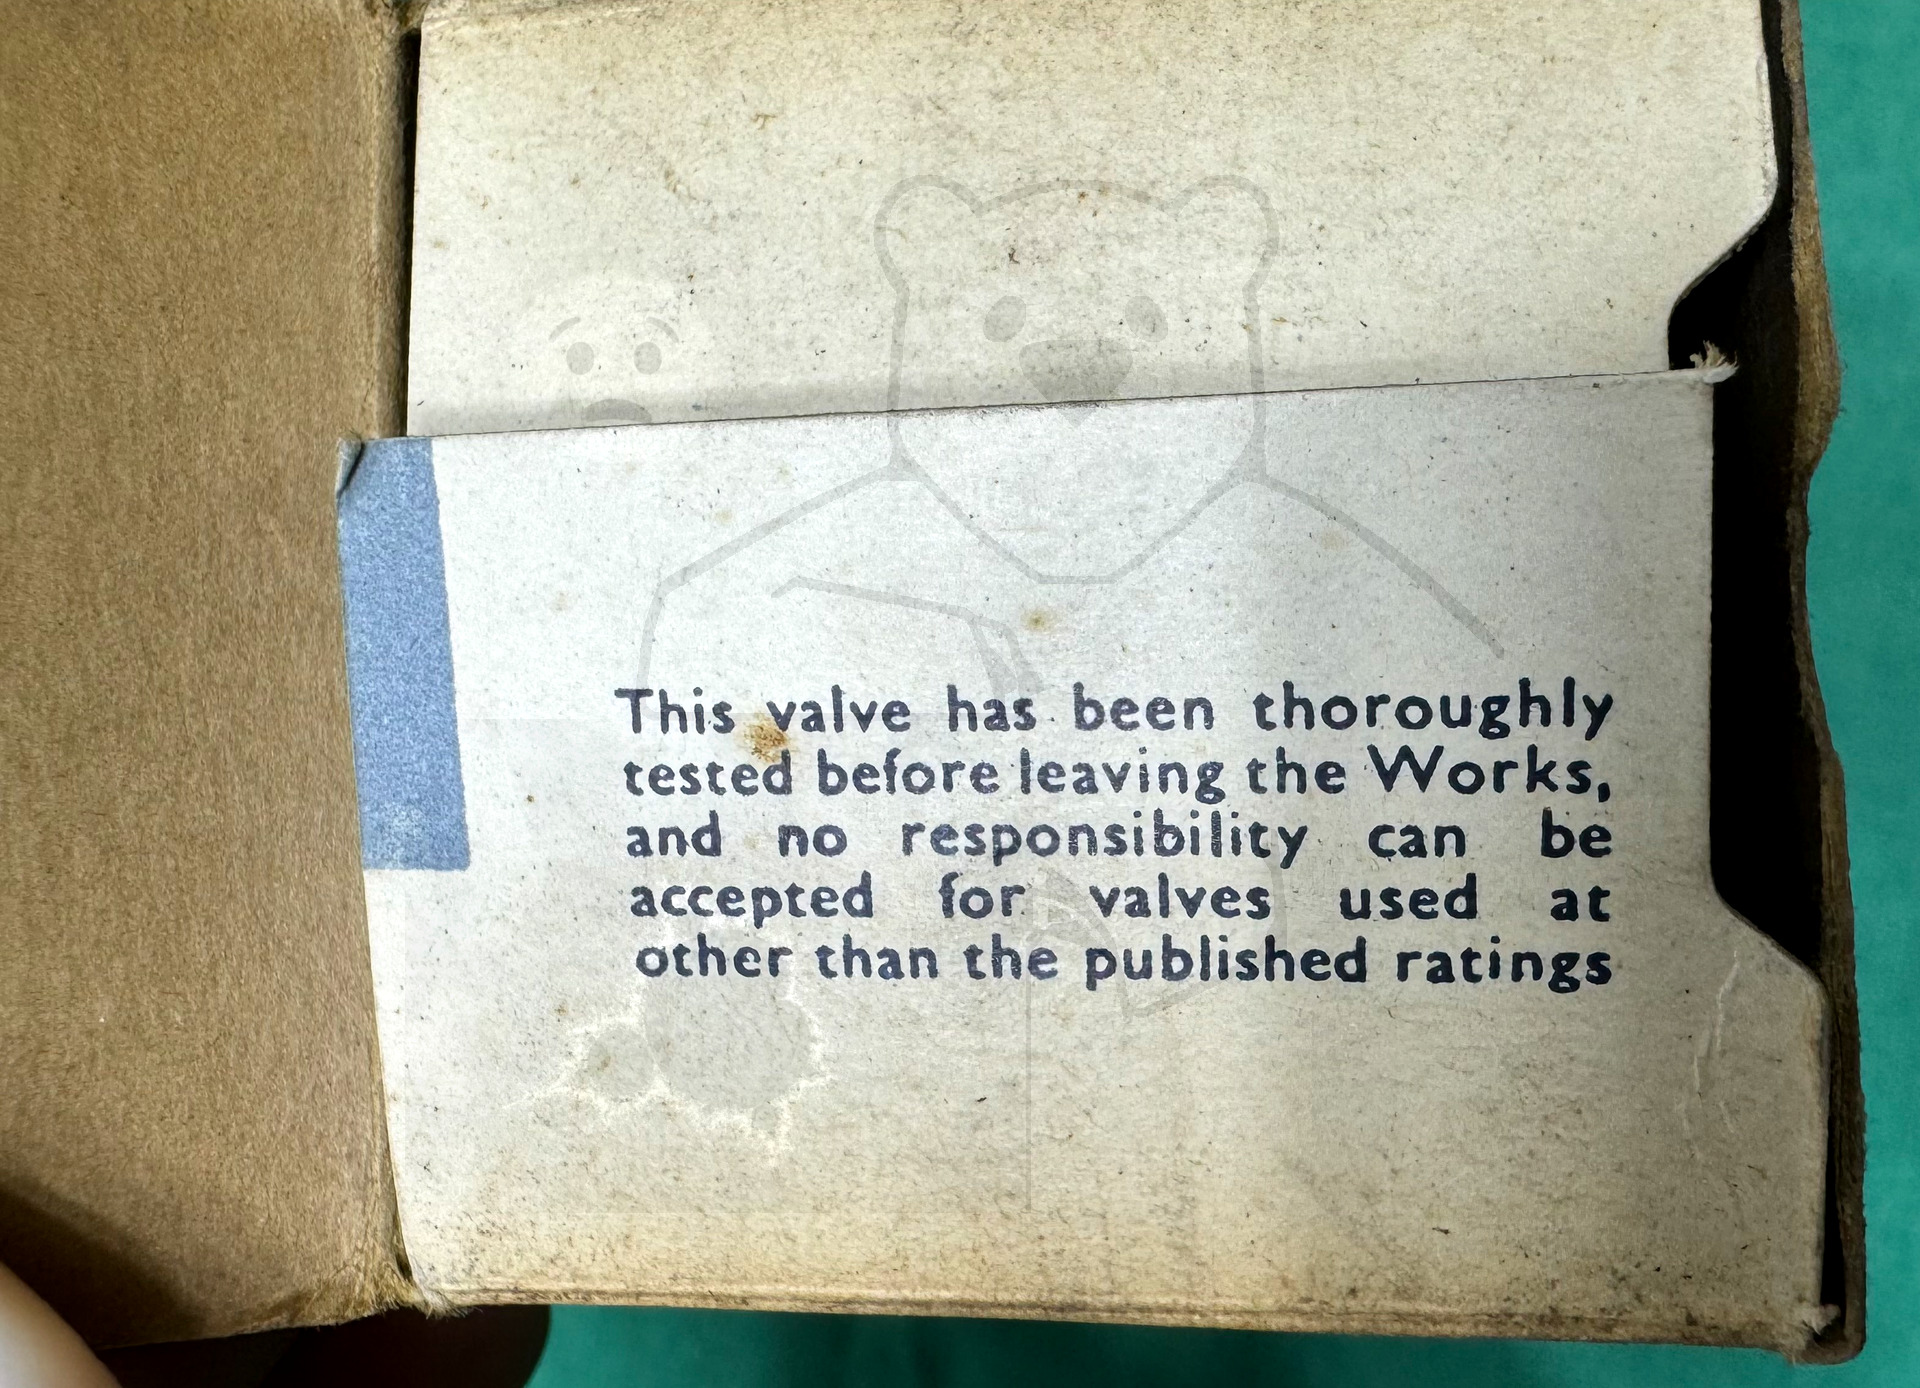 This valve has been thoroughly
tested before leaving the Works,
and no responsibility can be
accepted for valves used at
other than the published ratings